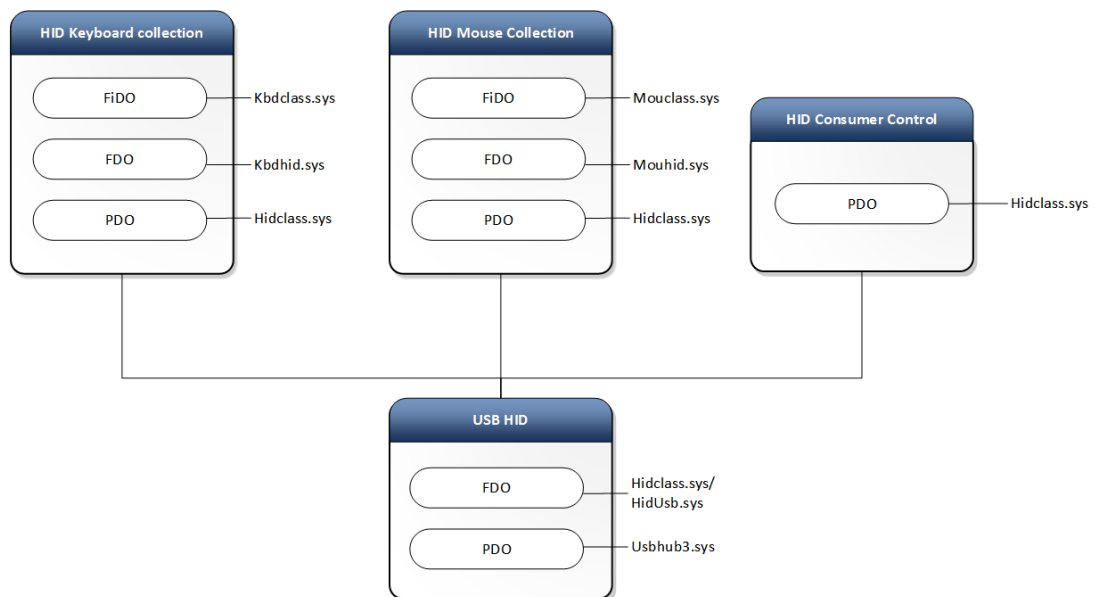 HID Keyboard collection
FiDO
Kbdclass.sys
FDO
Kbdhid.sys
PDO
Hidclass.sys
HID Mouse Collection
FiDO
Mouclass.sys
FDO
Mouhid.sys
PDO
Hidclass.sys
HID Consumer Control
PDO
Hidclass.sys
USB HID
FDO
Hidclass.sys/
HidUsb.sys
PDO
Usbhub3.sys